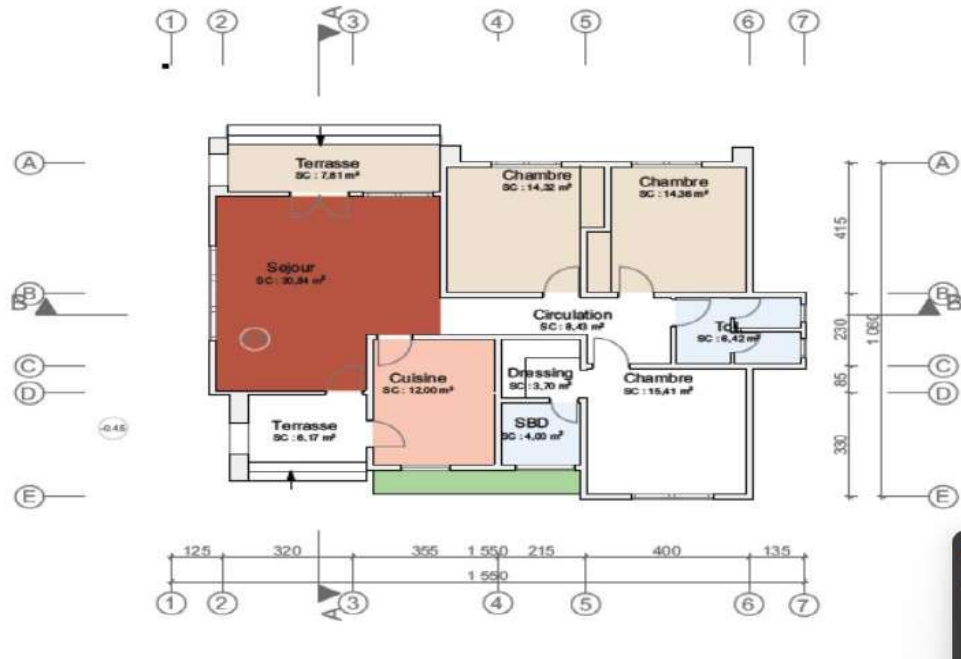 1 2 A 3 4 5 6 7
A A
Terrasse
SC : 7,81 m²
Chambre
SC : 14,32 m²
Chambre
SC : 14,36 m²
415
Sejour
SC : 30,84 m²
B B
B B
Circulation
SC : 8,43 m²
SC : 6,42 m²
230
1 060
C C
Cuisine
SC : 12,00 m²
Dressing
SC : 3,70 m²
Chambre
SC : 15,41 m²
85
D D
Terrasse
SC : 6,17 m²
SBD
SC : 4,00 m²
-0.45
330
E E
125 320 355 1 550 215 400 135
1 550
1 2 A 3 4 5 6 7